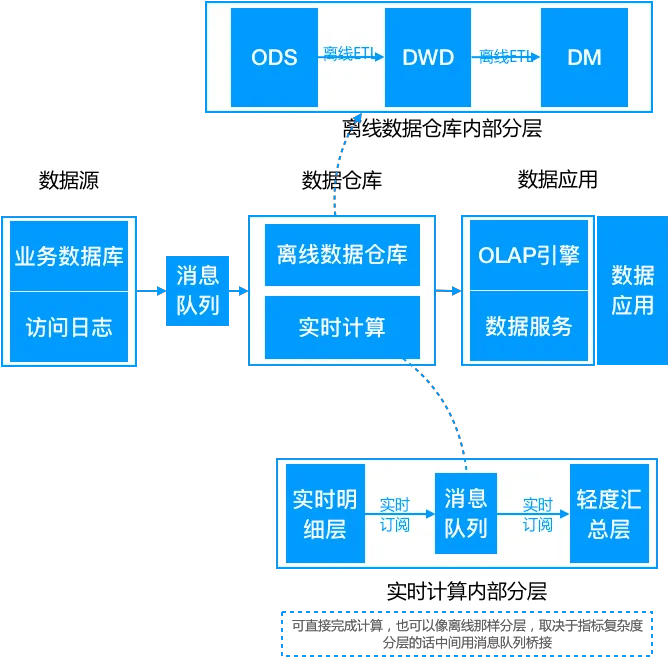 ODS
离线ETL
DWD
离线ETL
DM
离线数据仓库内部分层
数据源
数据仓库
数据应用
业务数据库
访问日志
消息
队列
离线数据仓库
实时计算
OLAP引擎
数据服务
数据
应用
实时明
细层
实时
订阅
消息
队列
实时
订阅
轻度汇
总层
实时计算内部分层
可直接完成计算，也可以像离线那样分层，取决于指标复杂度
分层的话中间用消息队列桥接